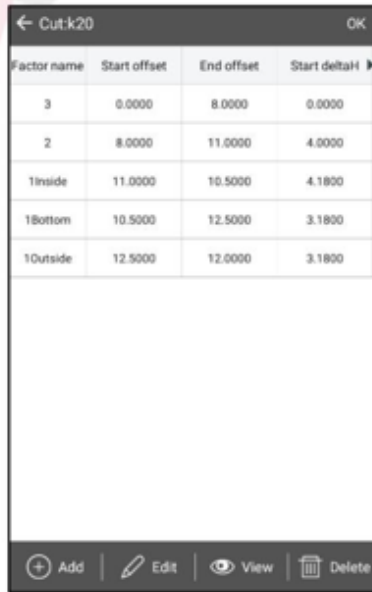 ← Cut:k20 OK
Factor name Start offset End offset Start deltaH
3 0.0000 8.0000 0.0000
2 8.0000 11.0000 4.0000
1Inside 11.0000 10.5000 4.1800
1Bottom 10.5000 12.5000 3.1800
1Outside 12.5000 12.0000 3.1800
Add Edit View Delete